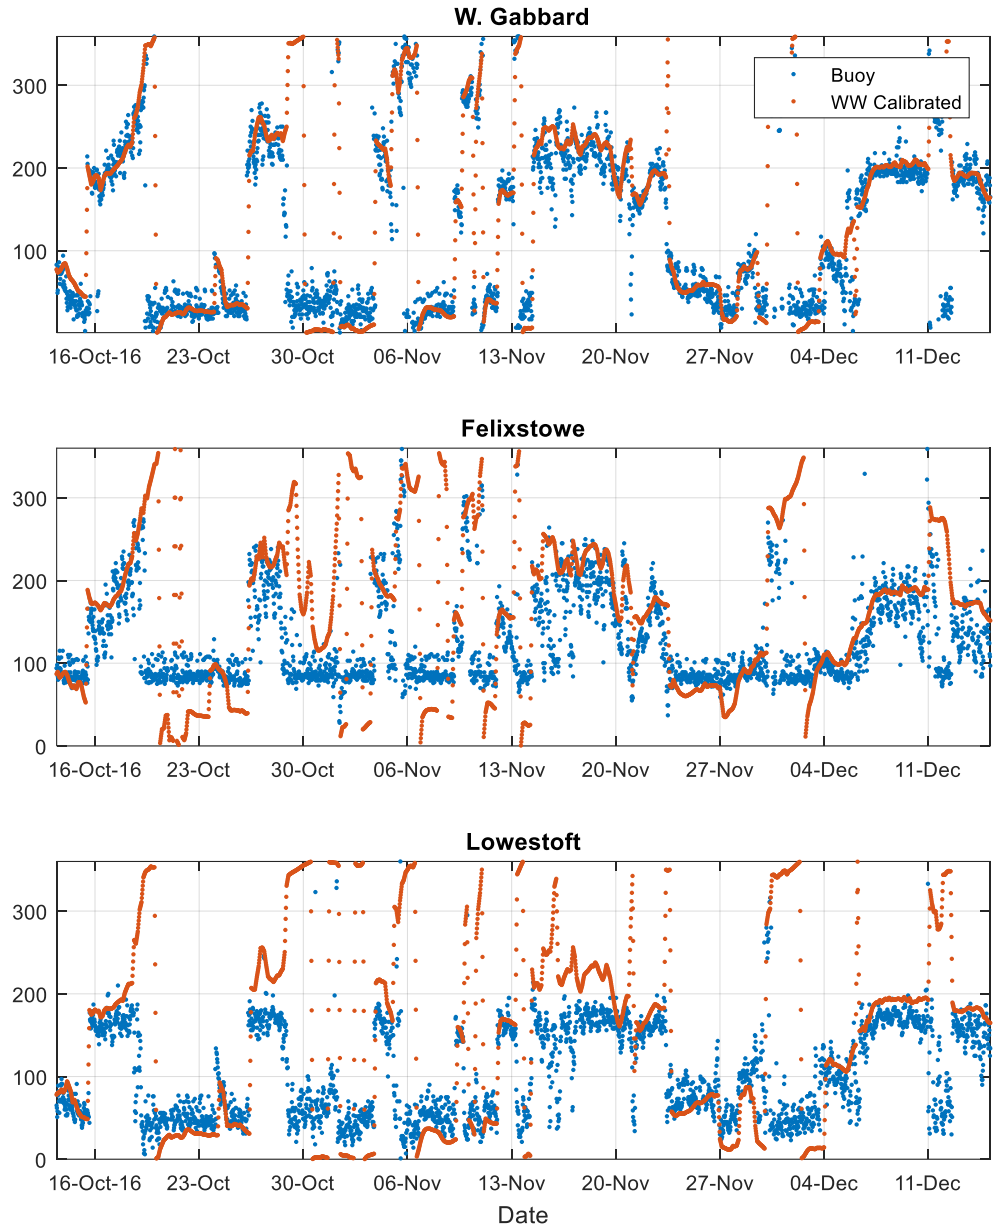 W. Gabbard
300
200
100
Buoy
WW Calibrated
16-Oct-16 23-Oct 30-Oct 06-Nov 13-Nov 20-Nov 27-Nov 04-Dec 11-Dec
Felixstowe
300
200
100
0
16-Oct-16 23-Oct 30-Oct 06-Nov 13-Nov 20-Nov 27-Nov 04-Dec 11-Dec
Lowestoft
300
200
100
0
16-Oct-16 23-Oct 30-Oct 06-Nov 13-Nov 20-Nov 27-Nov 04-Dec 11-Dec
Date